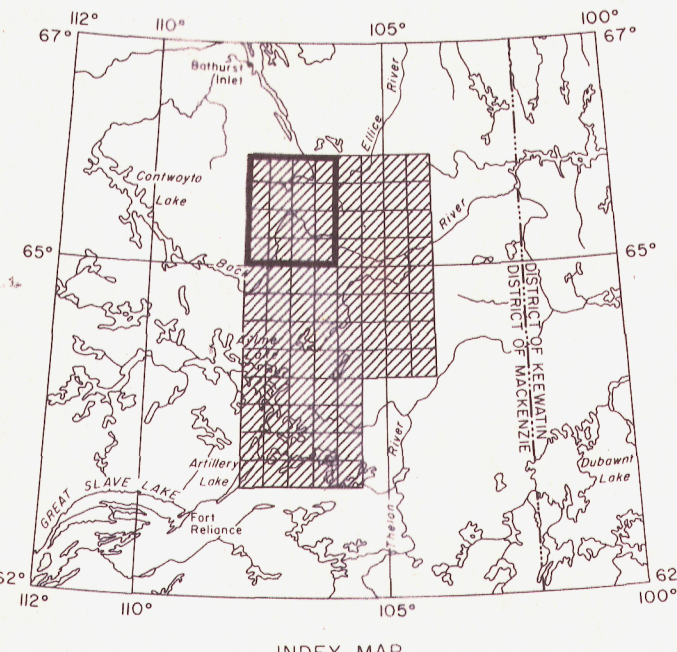 112° 110° 105° 100°
67° 67°
Bathurst
Inlet
River
Ellice
Contwoyto
Lake
River
65° 65°
Back
DISTRICT OF KEEWATIN
DISTRICT OF MACKENZIE
Aylmer
Lake
River
Artillery
Lake
Dubawnt
Lake
GREAT SLAVE LAKE
Fort
Reliance
Thelon
62° 62
112° 110° 105° 100°
INDEX MAP